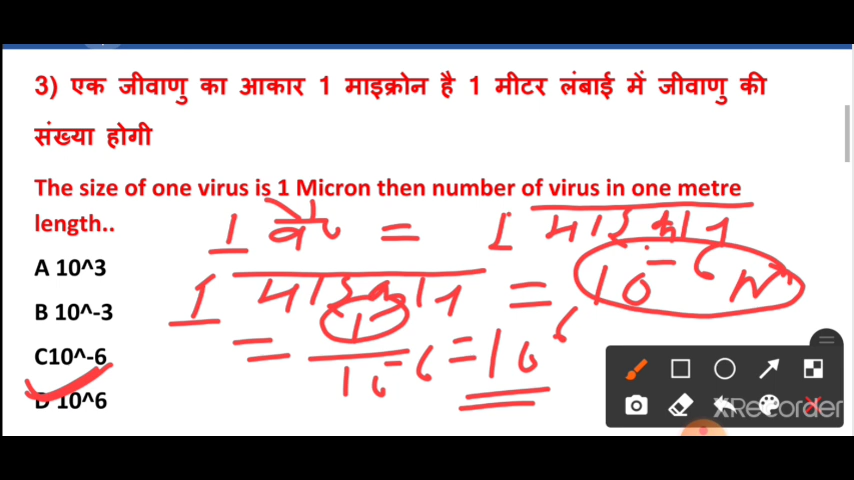 3) एक जीवाणु का आकार 1 माइक्रोन है 1 मीटर लंबाई में जीवाणु की
संख्या होगी
The size of one virus is 1 Micron then number of virus in one metre
length..
1 = 1 माइक्रोन
A 10^3
1 माइक्रोन = 10^-6 m
B 10^-3
= 1/10^-6 = 10^6
C10^-6
D 10^6
XRecorder